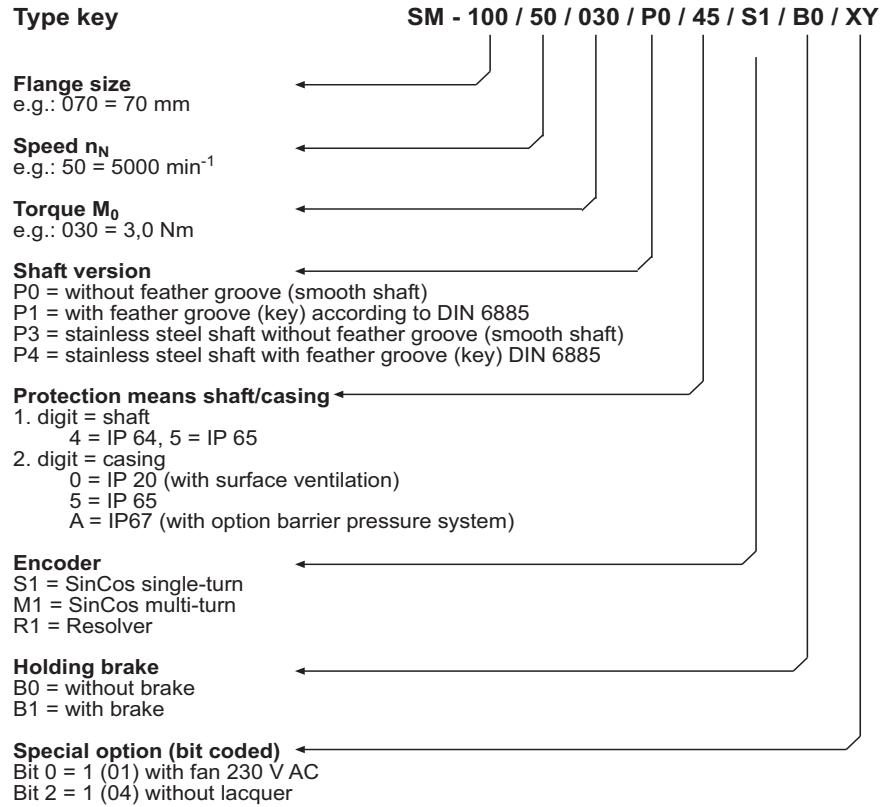 Type key SM - 100 / 50 / 030 / P0 / 45 / S1 / B0 / XY
Flange size
e.g.: 070 = 70 mm
Speed nN
e.g.: 50 = 5000 min-1
Torque M0
e.g.: 030 = 3,0 Nm
Shaft version
P0 = without feather groove (smooth shaft)
P1 = with feather groove (key) according to DIN 6885
P3 = stainless steel shaft without feather groove (smooth shaft)
P4 = stainless steel shaft with feather groove (key) DIN 6885
Protection means shaft/casing
1. digit = shaft
4 = IP 64, 5 = IP 65
2. digit = casing
0 = IP 20 (with surface ventilation)
5 = IP 65
A = IP67 (with option barrier pressure system)
Encoder
S1 = SinCos single-turn
M1 = SinCos multi-turn
R1 = Resolver
Holding brake
B0 = without brake
B1 = with brake
Special option (bit coded)
Bit 0 = 1 (01) with fan 230 V AC
Bit 2 = 1 (04) without lacquer